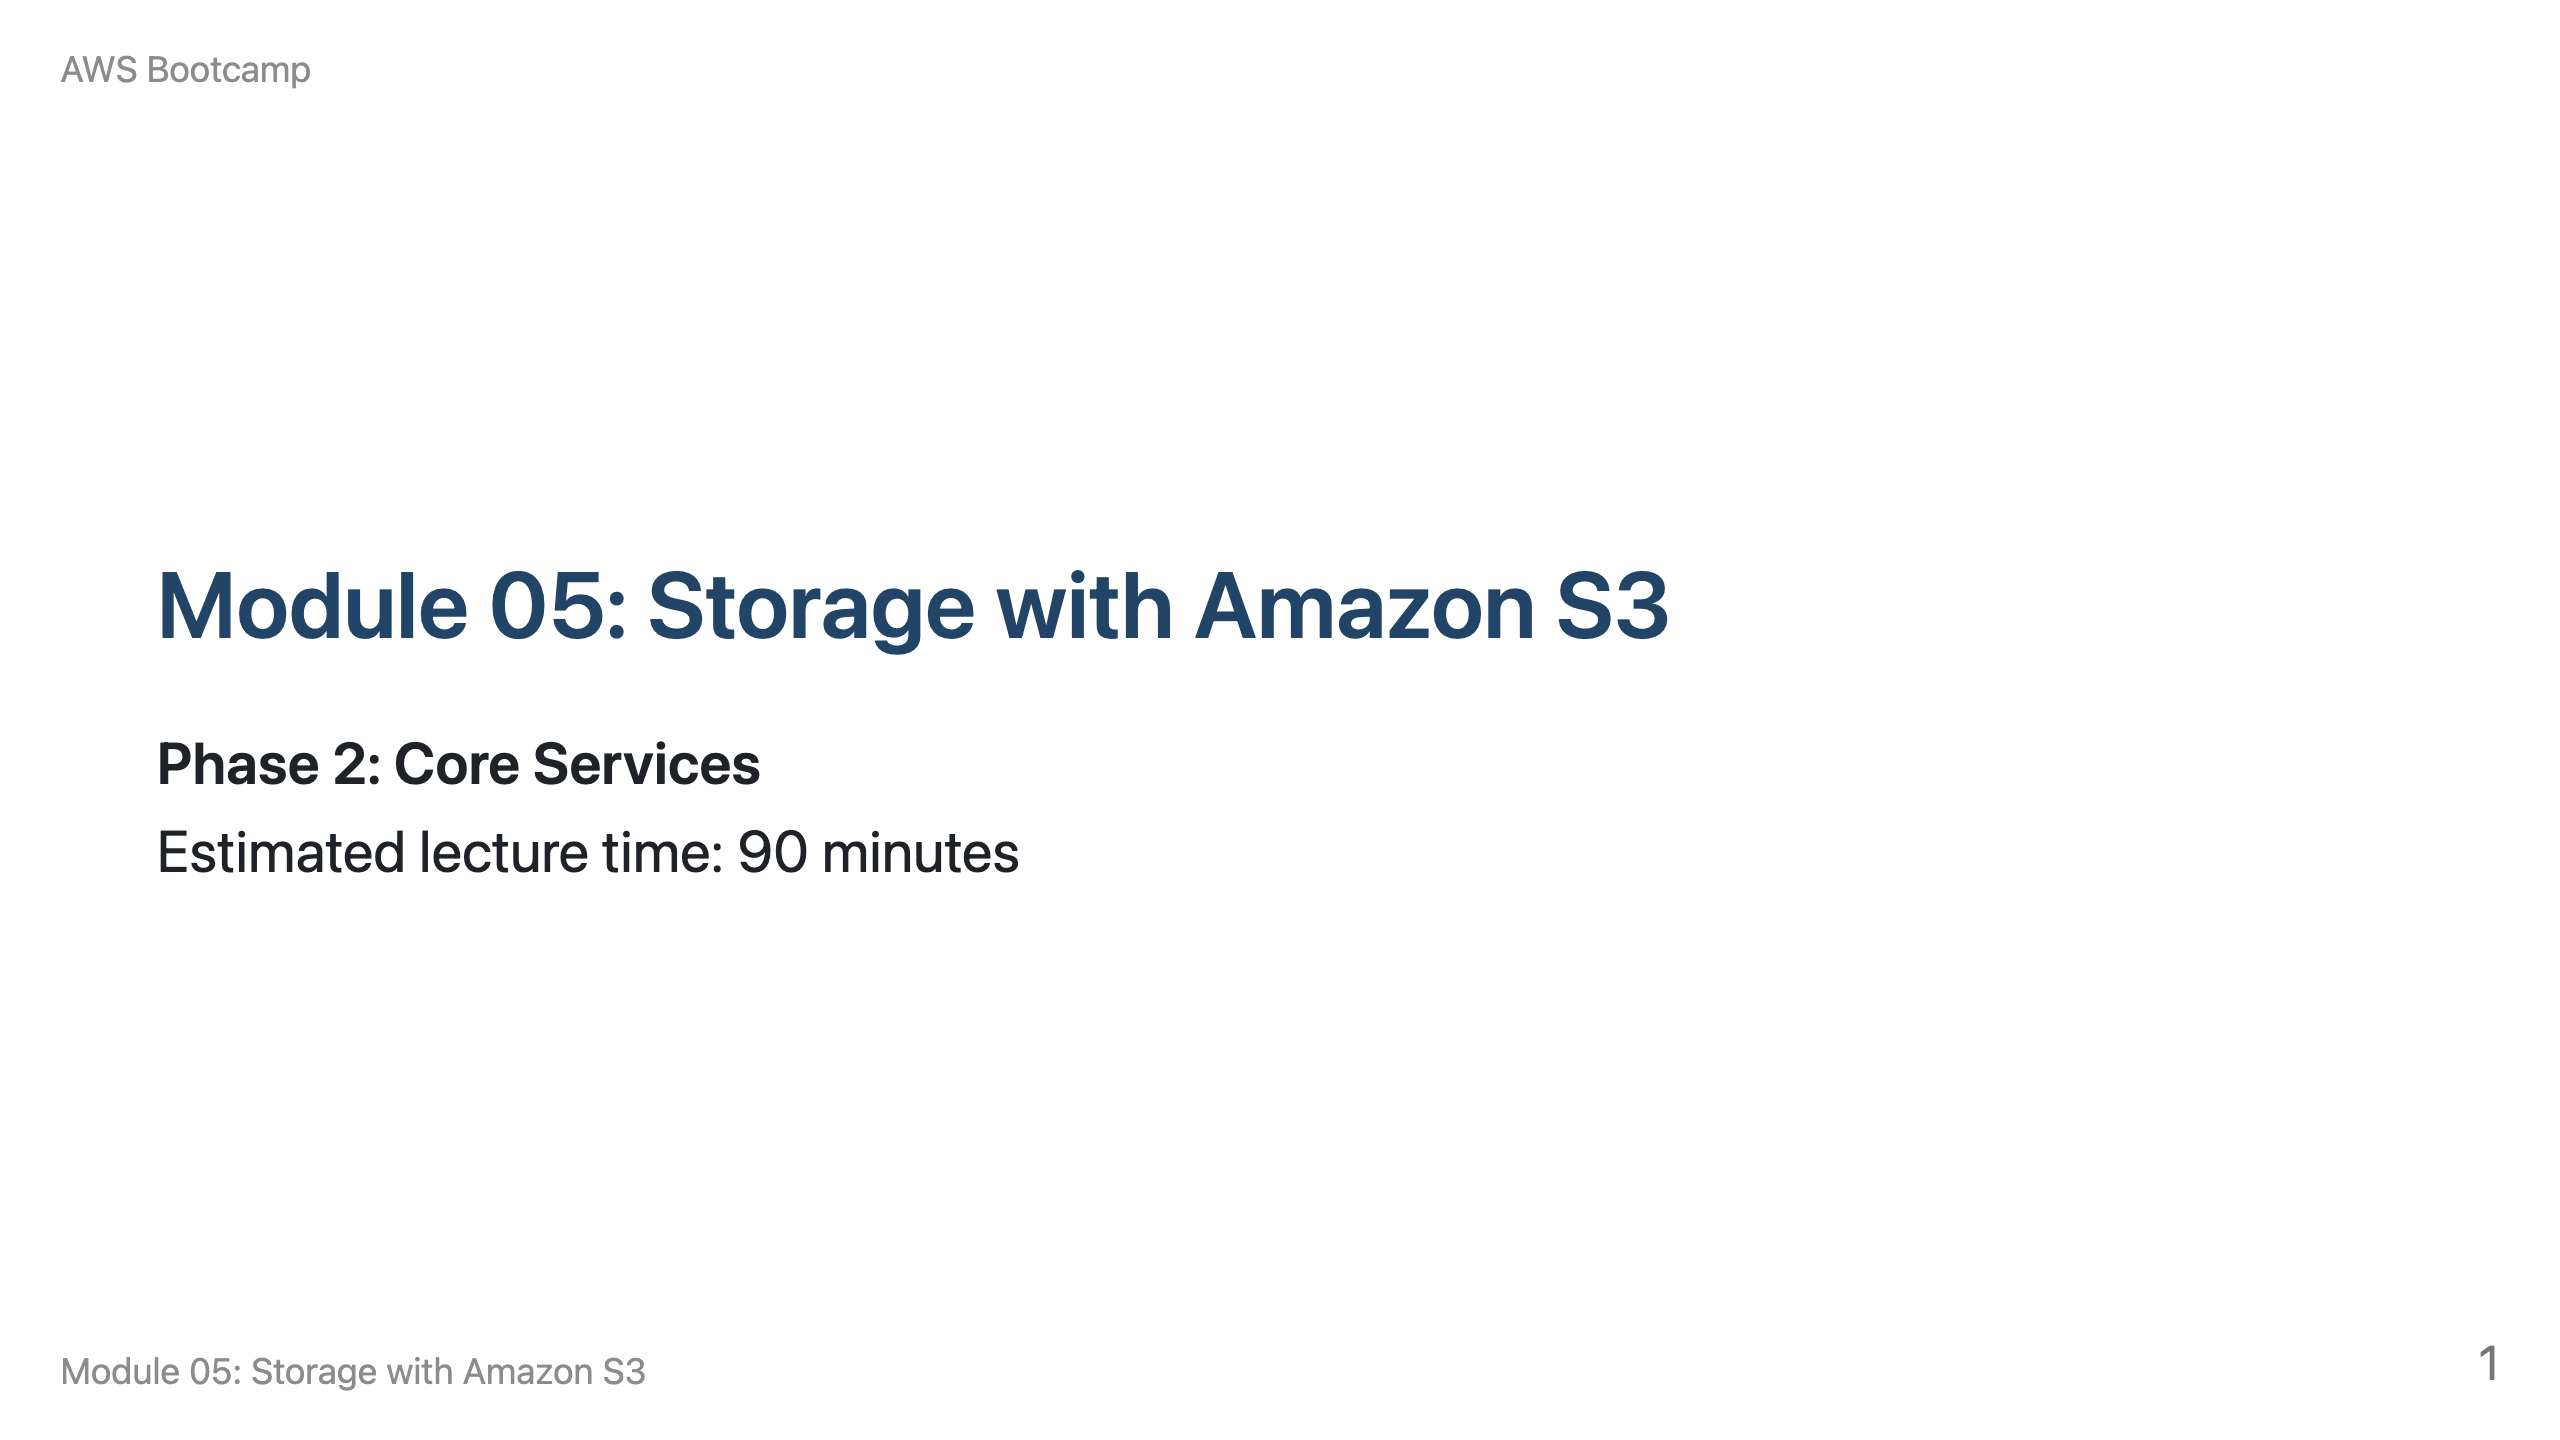 AWS Bootcamp
Module 05: Storage with Amazon S3
Phase 2: Core Services
Estimated lecture time: 90 minutes
Module 05: Storage with Amazon S3
1